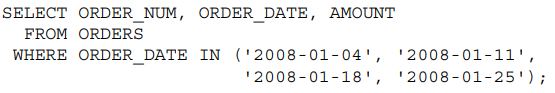 SELECT ORDER_NUM, ORDER_DATE, AMOUNT
FROM ORDERS
WHERE ORDER_DATE IN ('2008-01-04', '2008-01-11',
'2008-01-18', '2008-01-25');